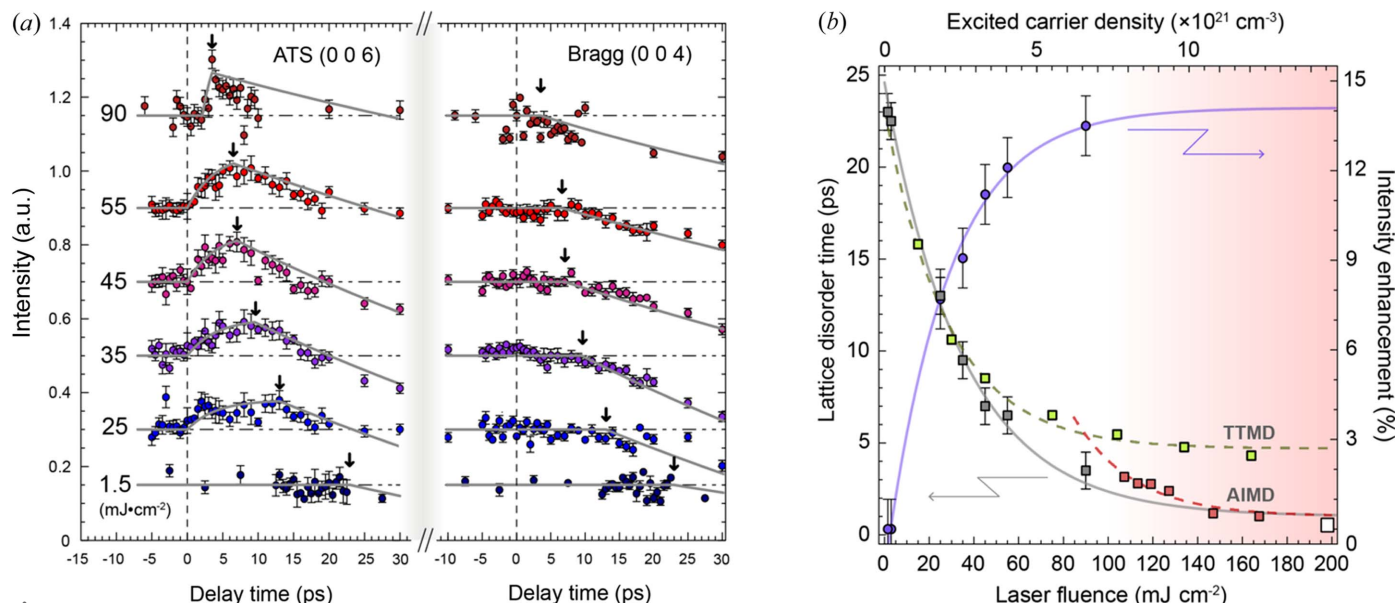 (a)
ATS (0 0 6)
Bragg (0 0 4)
Intensity (a.u.)
1.4
1.2
1.0
0.8
0.6
0.4
0.2
0
90
55
45
35
25
1.5
(mJ•cm-2)
-15 -10 -5 0 5 10 15 20 25 30
-10 -5 0 5 10 15 20 25 30
Delay time (ps)
Delay time (ps)
(b)
Excited carrier density (×10²¹ cm-³)
0 5 10
Lattice disorder time (ps)
25
20
15
10
5
0
15
12
9
6
3
0
Intensity enhancement (%)
TTMD
AIMD
0 20 40 60 80 100 120 140 160 180 200
Laser fluence (mJ cm-²)